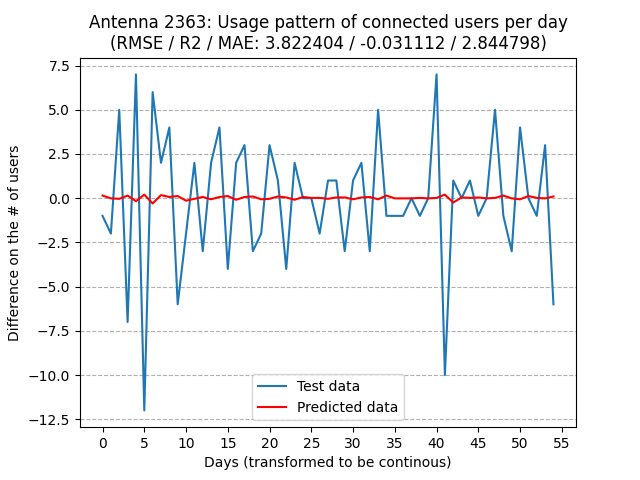 Antenna 2363: Usage pattern of connected users per day
(RMSE / R2 / MAE: 3.822404 / -0.031112 / 2.844798)
Difference on the # of users
7.5
5.0
2.5
0.0
−2.5
−5.0
−7.5
−10.0
−12.5
Test data
Predicted data
0 5 10 15 20 25 30 35 40 45 50 55
Days (transformed to be continous)